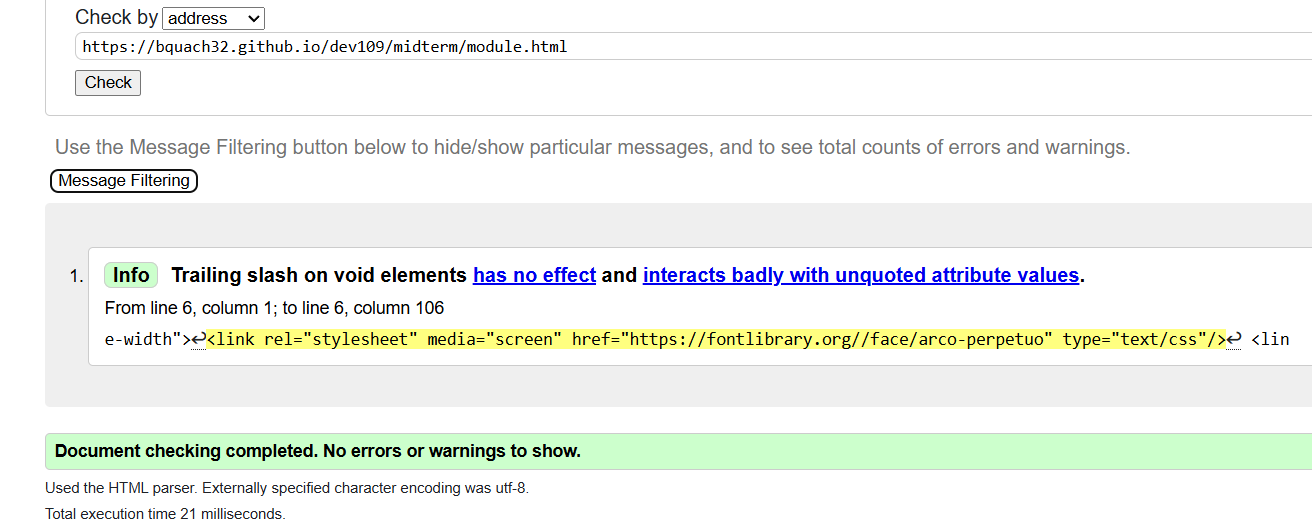 Check by address
https://bquach32.github.io/dev109/midterm/module.html
Check
Use the Message Filtering button below to hide/show particular messages, and to see total counts of errors and warnings.
Message Filtering
1. Info Trailing slash on void elements has no effect and interacts badly with unquoted attribute values.
From line 6, column 1; to line 6, column 106
e-width">↩<link rel="stylesheet" media="screen" href="https://fontlibrary.org//face/arco-perpetuo" type="text/css"/>↩ <lin
Document checking completed. No errors or warnings to show.
Used the HTML parser. Externally specified character encoding was utf-8.
Total execution time 21 milliseconds.